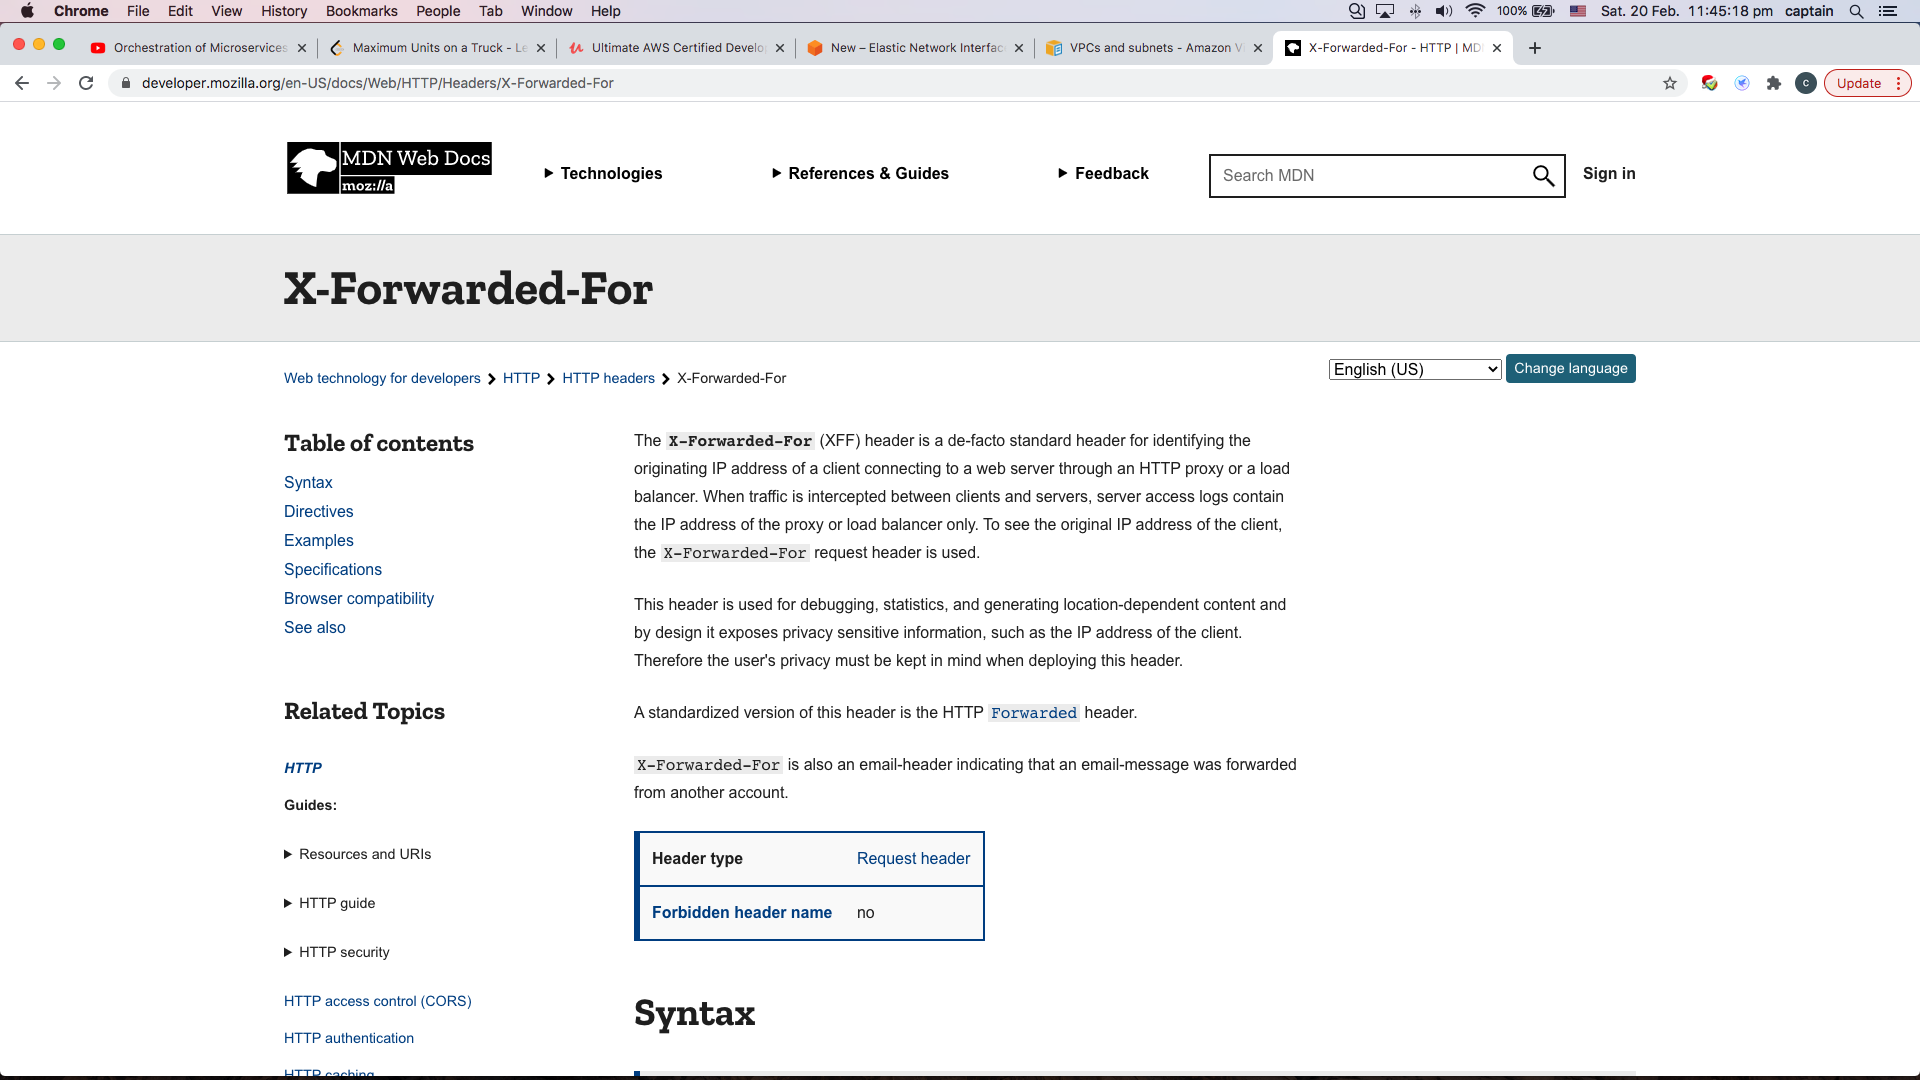 Chrome File Edit View History Bookmarks People Tab Window Help 100% Sat. 20 Feb. 11:45:18 pm captain
Orchestration of Microservices Maximum Units on a Truck - Le Ultimate AWS Certified Develo New – Elastic Network Interfac VPCs and subnets - Amazon V X-Forwarded-For - HTTP | MD
developer.mozilla.org/en-US/docs/Web/HTTP/Headers/X-Forwarded-For c Update
MDN Web Docs
moz://a
Technologies References & Guides Feedback Search MDN Sign in
X-Forwarded-For
Web technology for developers HTTP HTTP headers X-Forwarded-For
English (US) Change language
Table of contents
Syntax
Directives
Examples
Specifications
Browser compatibility
See also
Related Topics
HTTP
Guides:
Resources and URIs
HTTP guide
HTTP security
HTTP access control (CORS)
HTTP authentication
HTTP caching
The X-Forwarded-For (XFF) header is a de-facto standard header for identifying the
originating IP address of a client connecting to a web server through an HTTP proxy or a load
balancer. When traffic is intercepted between clients and servers, server access logs contain
the IP address of the proxy or load balancer only. To see the original IP address of the client,
the X-Forwarded-For request header is used.
This header is used for debugging, statistics, and generating location-dependent content and
by design it exposes privacy sensitive information, such as the IP address of the client.
Therefore the user's privacy must be kept in mind when deploying this header.
A standardized version of this header is the HTTP Forwarded header.
X-Forwarded-For is also an email-header indicating that an email-message was forwarded
from another account.
Header type Request header
Forbidden header name no
Syntax